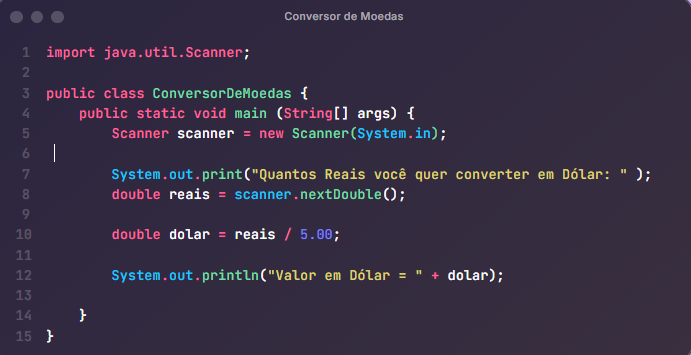 Conversor de Moedas
1 import java.util.Scanner;
2
3 public class ConversorDeMoedas {
4     public static void main (String[] args) {
5         Scanner scanner = new Scanner(System.in);
6
7         System.out.print("Quantos Reais você quer converter em Dólar: " );
8         double reais = scanner.nextDouble();
9
10         double dolar = reais / 5.00;
11
12         System.out.println("Valor em Dólar = " + dolar);
13
14     }
15 }